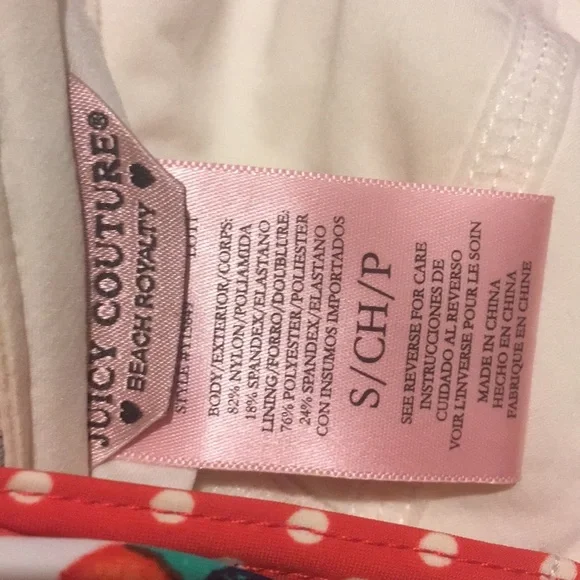 JUICY COUTURE®
BEACH ROYALTY
STYLE
BODY/EXTERIOR/CORPS:
82% NYLON/POLIAMIDA
18% SPANDEX/ELASTANO
LINING/FORRO/DOUBLURE:
76% POLYESTER/POLIESTER
24% SPANDEX/ELASTANO
CON INSUMOS IMPORTADOS
S/CH/P
SEE REVERSE FOR CARE
INSTRUCCIONES DE
CUIDADO AL REVERSO
VOIR L'INVERSE POUR LE SOIN
MADE IN CHINA
HECHO EN CHINA
FABRIQUE EN CHINE